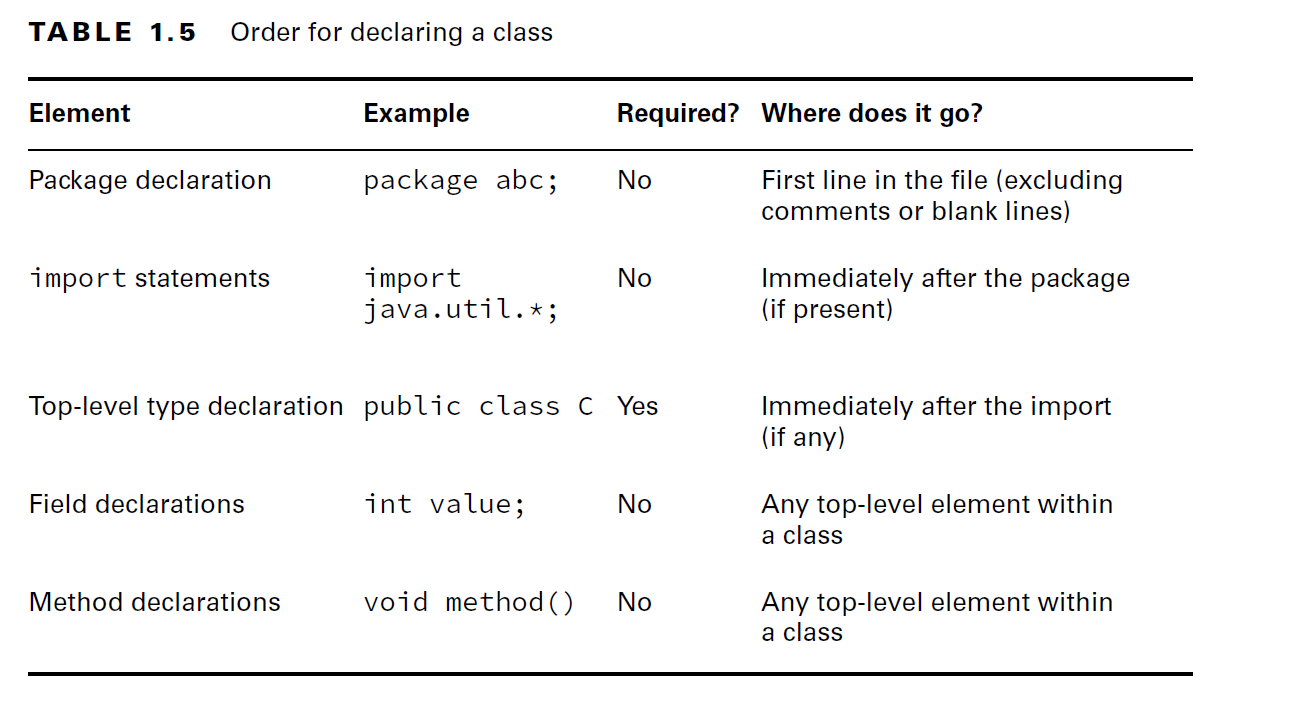 TABLE 1.5 Order for declaring a class
Element Example Required? Where does it go?
Package declaration package abc; No First line in the file (excluding
comments or blank lines)
import statements import No Immediately after the package
java.util.*; (if present)
Top-level type declaration public class C Yes Immediately after the import
(if any)
Field declarations int value; No Any top-level element within
a class
Method declarations void method() No Any top-level element within
a class